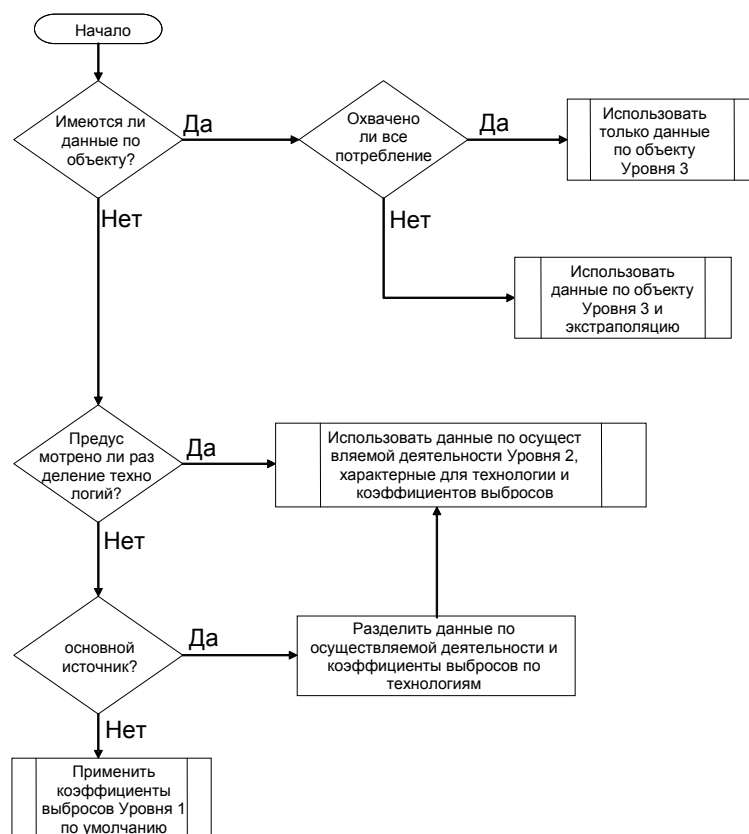 Начало
Имеются ли
данные по
объекту?
Да
Охвачено
ли все
потребление
Да
Использовать
только данные
по объекту
Уровня 3
Нет
Нет
Использовать
данные по объекту
Уровня 3 и
экстраполяцию
Предус
мотрено ли раз
деление техно
логий?
Да
Использовать данные по осущест
вляемой деятельности Уровня 2,
характерные для технологии и
коэффициентов выбросов
Нет
основной
источник?
Да
Разделить данные по
осуществляемой деятельности и
коэффициенты выбросов по
технологиям
Нет
Применить
коэффициенты
выбросов Уровня 1
по умолчанию